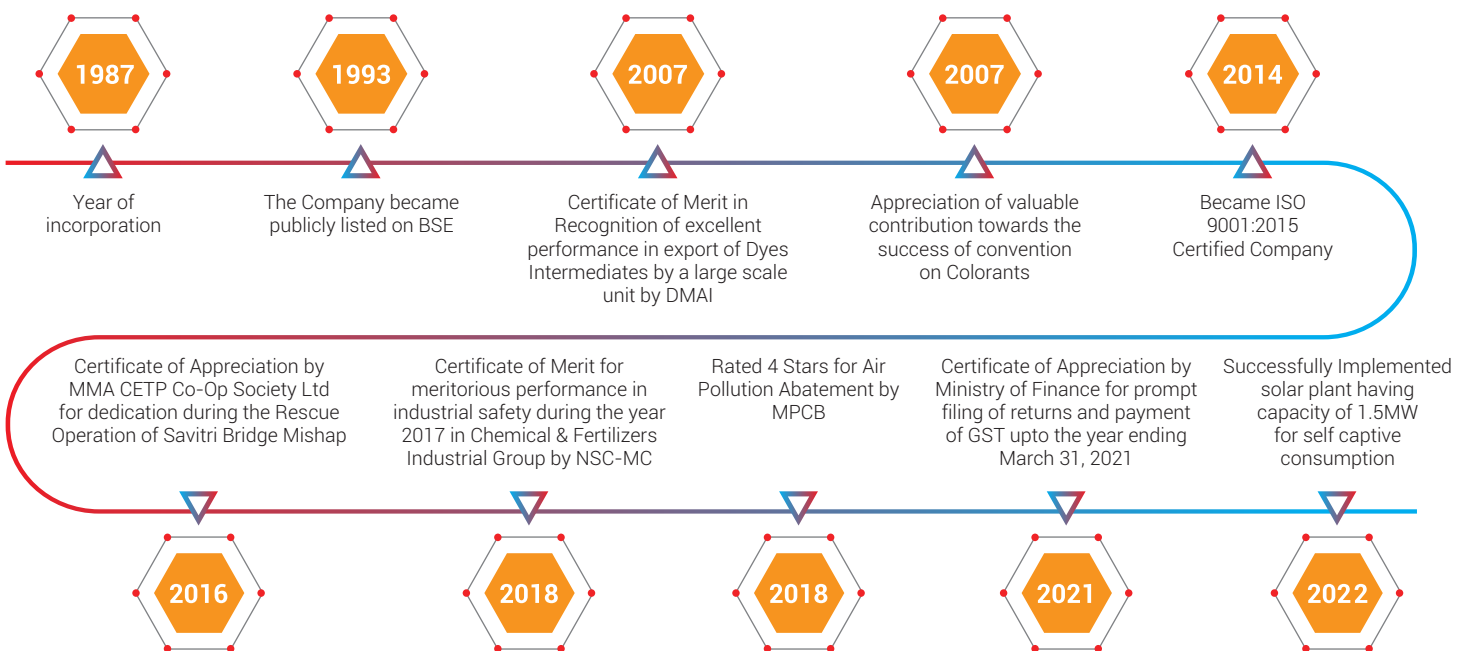 1987
Year of
incorporation
1993
The Company became
publicly listed on BSE
2007
Certificate of Merit in
Recognition of excellent
performance in export of Dyes
Intermediates by a large scale
unit by DMAI
2007
Appreciation of valuable
contribution towards the
success of convention
on Colorants
2014
Became ISO
9001:2015
Certified Company
Certificate of Appreciation by
MMA CETP Co-Op Society Ltd
for dedication during the Rescue
Operation of Savitri Bridge Mishap
2016
Certificate of Merit for
meritorious performance in
industrial safety during the year
2017 in Chemical & Fertilizers
Industrial Group by NSC-MC
2018
Rated 4 Stars for Air
Pollution Abatement by
MPCB
2018
Certificate of Appreciation by
Ministry of Finance for prompt
filing of returns and payment
of GST upto the year ending
March 31, 2021
2021
Successfully Implemented
solar plant having
capacity of 1.5MW
for self captive
consumption
2022